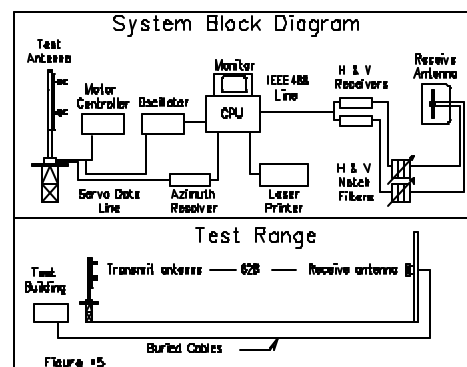 System Block Diagram
Test
Antenna
Motor
Controller
Oscillator
Monitor
CPU
IEEE488
Line
H & V
Receivers
Receive
Antenna
Servo Data
Line
Azimuth
Resolver
Laser
Printer
H & V
Notch
Filters
Test Range
Test
Building
Transmit antenna
Receive antenna
Buried Cables
Figure